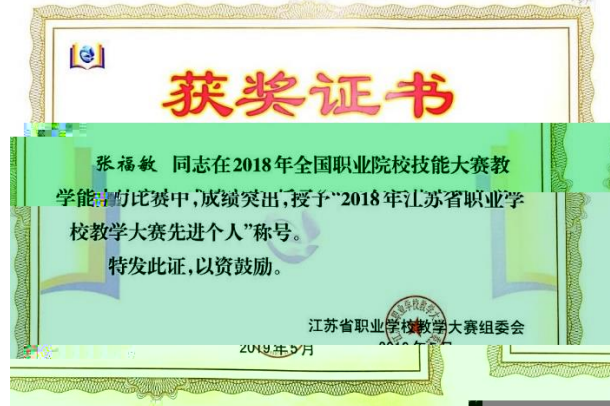 获奖证书
张福敏 同志在2018年全国职业院校技能大赛教
学能力比赛中,成绩突出,授予“2018年江苏省职业学
校教学大赛先进个人”称号。
特发此证,以资鼓励。
江苏省职业学校教学大赛组委会
2019年5月